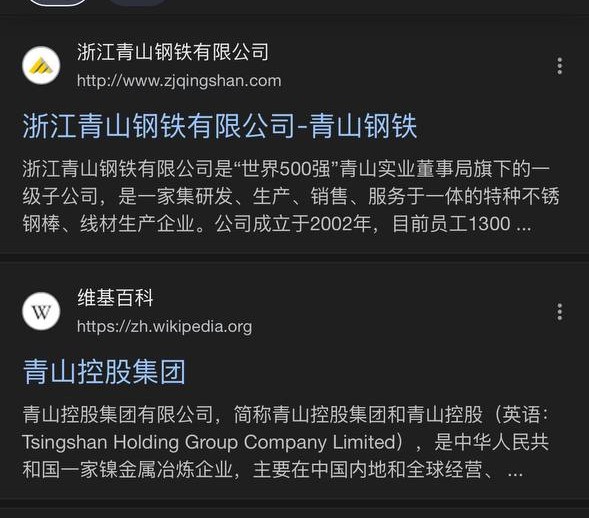 浙江青山钢铁有限公司
http://www.zjqingshan.com
浙江青山钢铁有限公司-青山钢铁
浙江青山钢铁有限公司是“世界500强”青山实业董事局旗下的一
级子公司，是一家集研发、生产、销售、服务于一体的特种不锈
钢棒、线材生产企业。公司成立于2002年，目前员工1300 ...
W
维基百科
https://zh.wikipedia.org
青山控股集团
青山控股集团有限公司，简称青山控股集团和青山控股（英语：
Tsingshan Holding Group Company Limited），是中华人民共
和国一家镍金属冶炼企业，主要在中国内地和全球经营、 ...